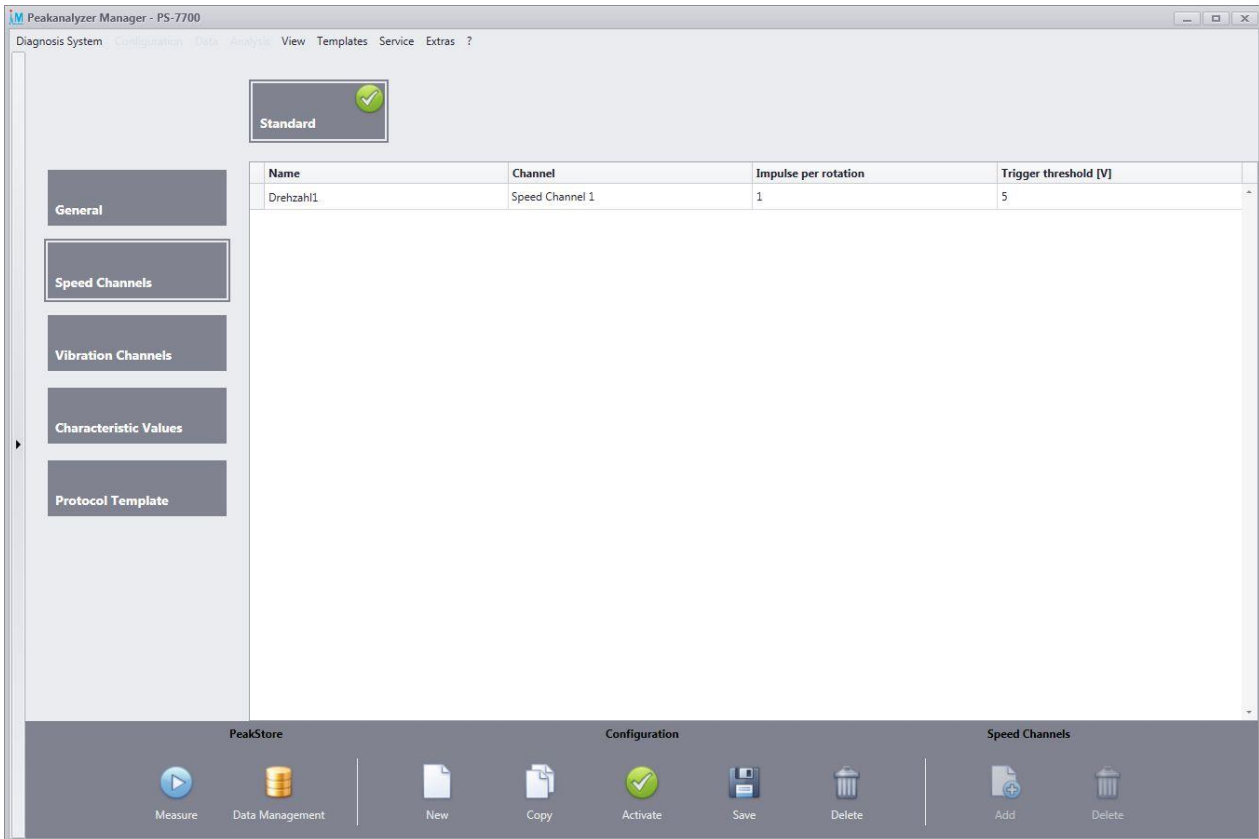 Peakanalyzer Manager - PS-7700
Diagnosis System Configuration Data Analysis View Templates Service Extras ?
Standard
Name Channel Impulse per rotation Trigger threshold [V]
Drehzahl1 Speed Channel 1 1 5
General
Speed Channels
Vibration Channels
Characteristic Values
Protocol Template
PeakStore Configuration Speed Channels
Measure Data Management New Copy Activate Save Delete Add Delete